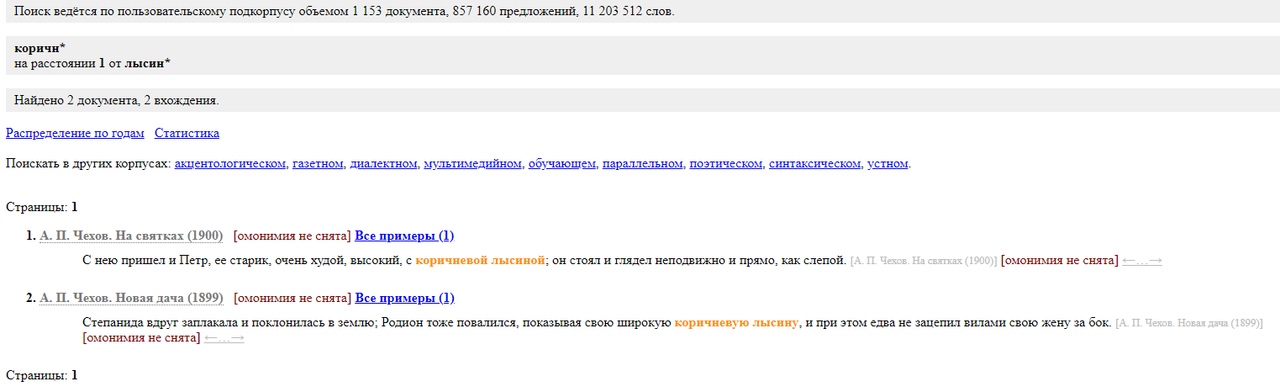 Поиск ведётся по пользовательскому подкорпусу объемом 1 153 документа, 857 160 предложений, 11 203 512 слов.
коричн*
на расстоянии 1 от лысин*
Найдено 2 документа, 2 вхождения.
Распределение по годам Статистика
Поискать в других корпусах: акцентологическом, газетном, диалектном, мультимедийном, обучающем, параллельном, поэтическом, синтаксическом, устном.
Страницы: 1
1. А. П. Чехов. На святках (1900) [омонимия не снята] Все примеры (1)
С нею пришел и Петр, ее старик, очень худой, высокий, с коричневой лысиной; он стоял и глядел неподвижно и прямо, как слепой. [А. П. Чехов. На святках (1900)] [омонимия не снята] ←…→
2. А. П. Чехов. Новая дача (1899) [омонимия не снята] Все примеры (1)
Степанида вдруг заплакала и поклонилась в землю; Родион тоже повалился, показывая свою широкую коричневую лысину, и при этом едва не зацепил вилами свою жену за бок. [А. П. Чехов. Новая дача (1899)]
[омонимия не снята] ←…→
Страницы: 1